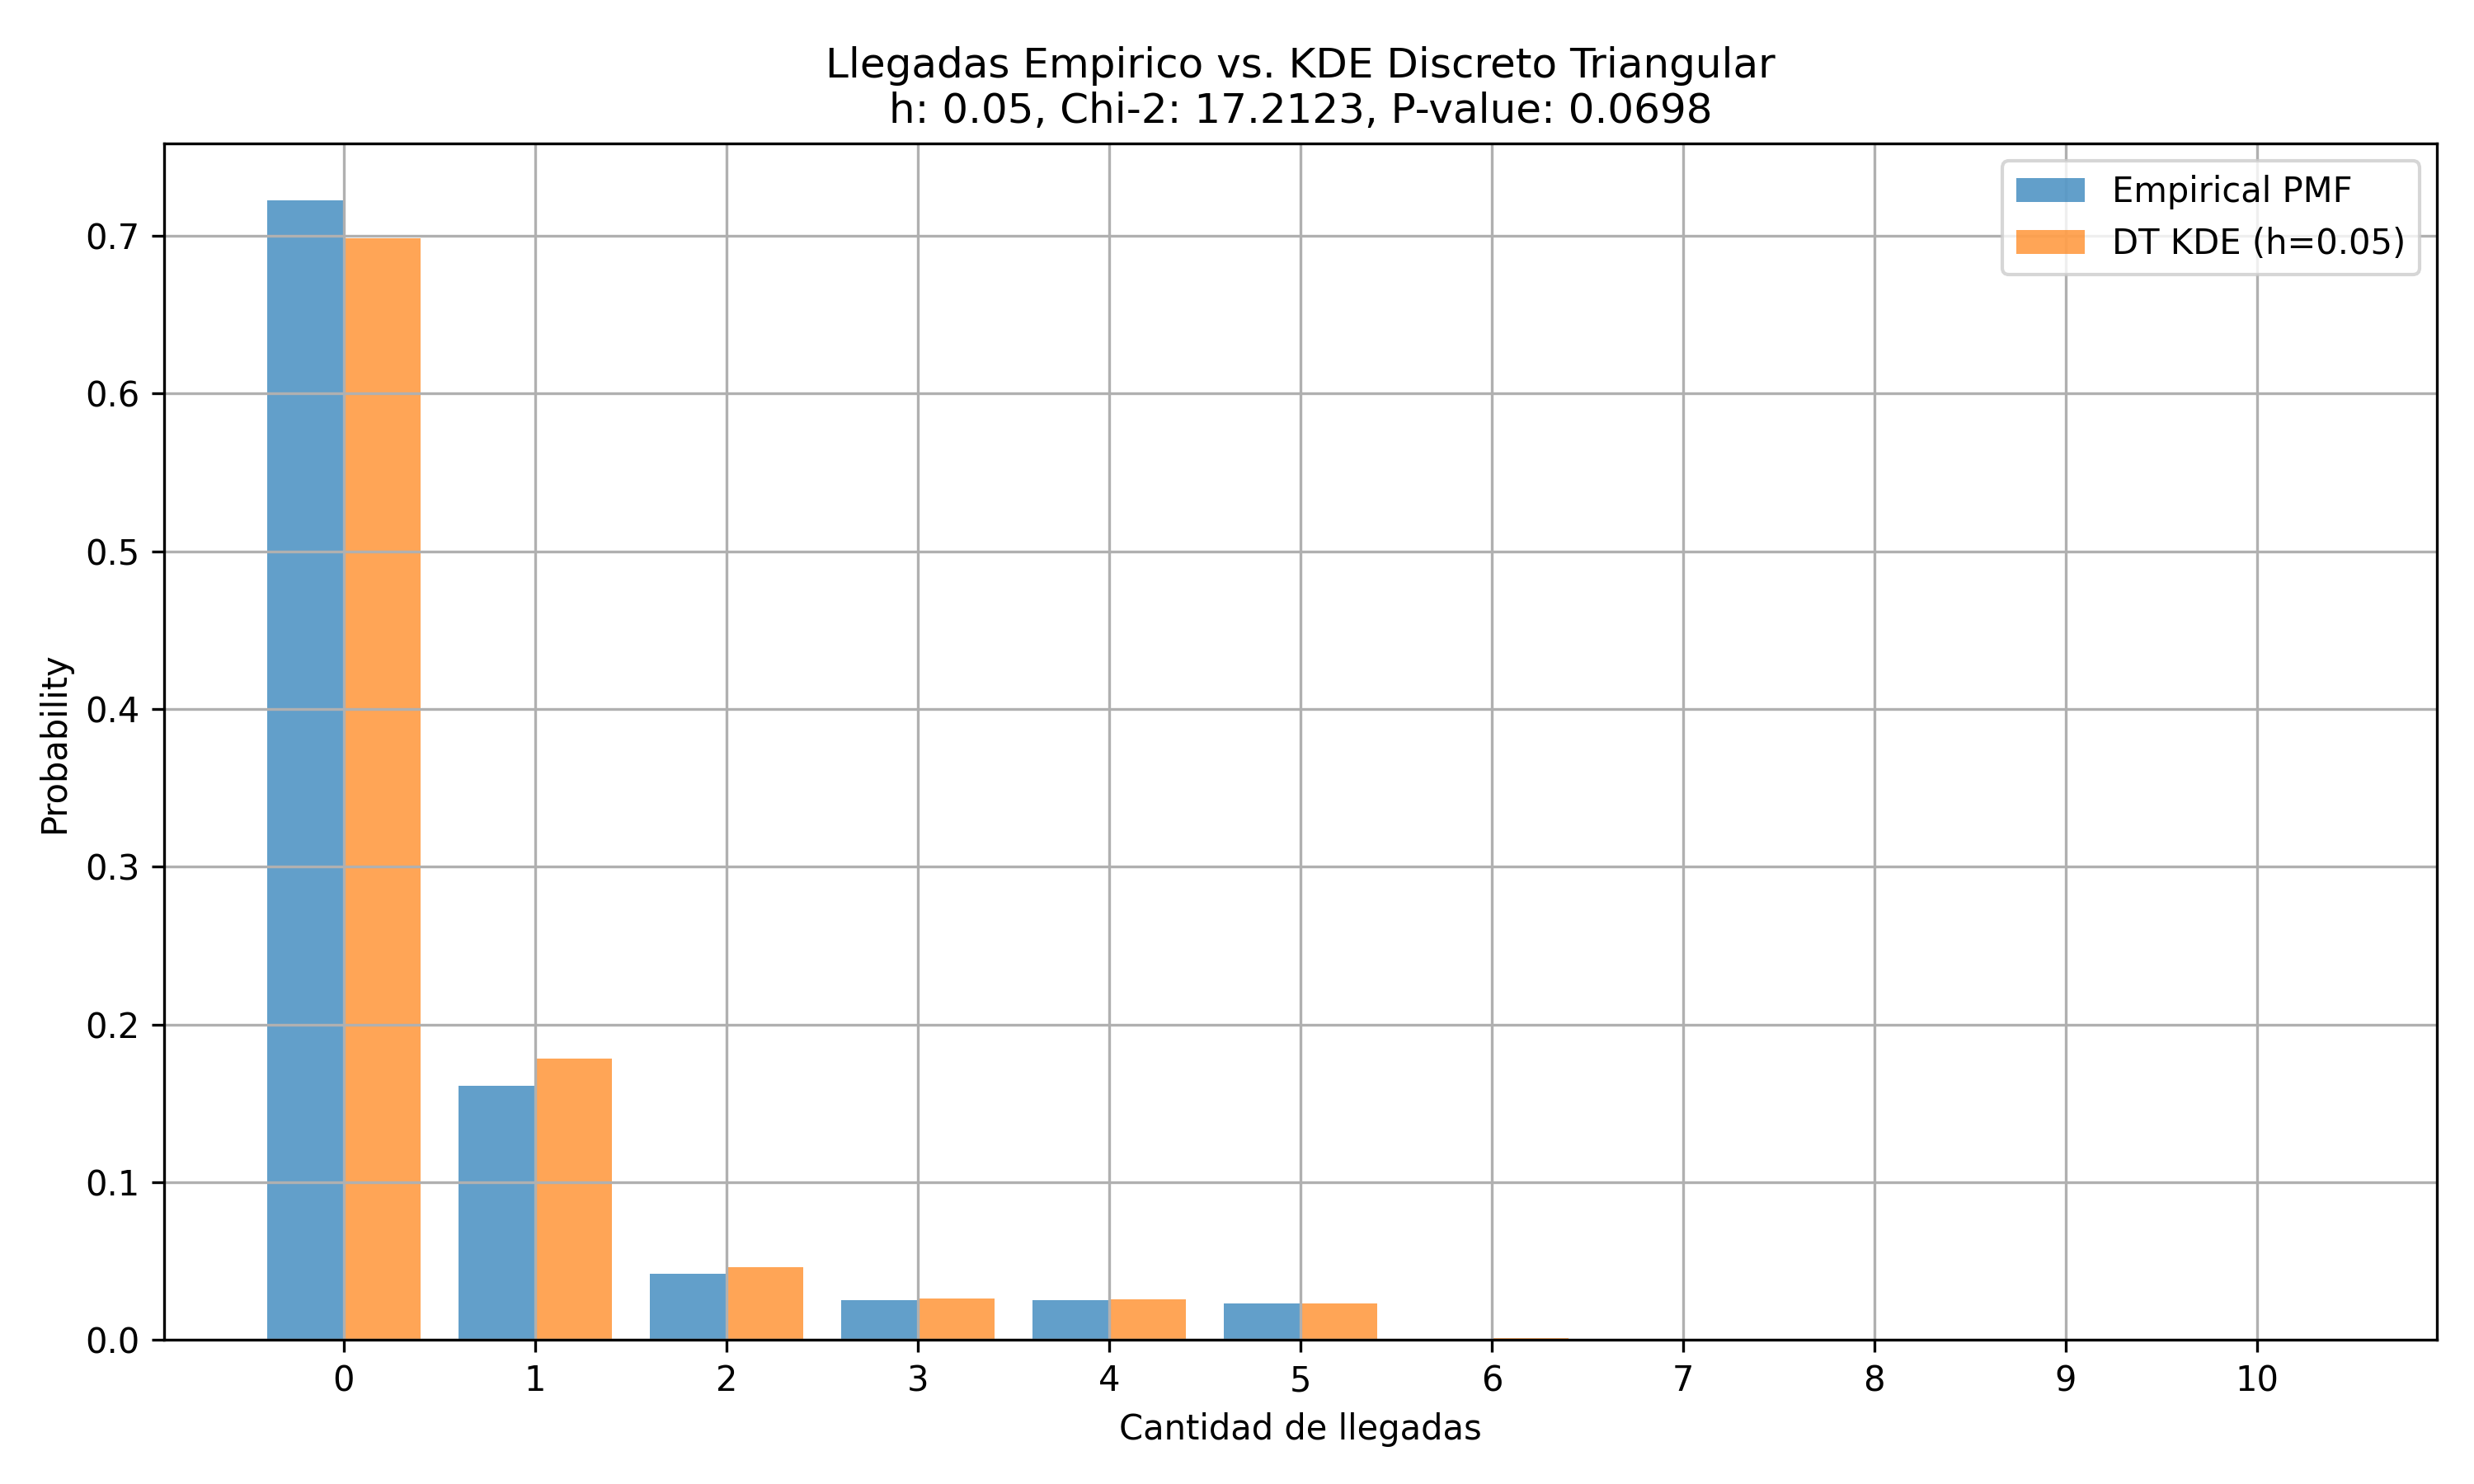 Llegadas Empirico vs. KDE Discreto Triangular
h: 0.05, Chi-2: 17.2123, P-value: 0.0698
Empirical PMF
DT KDE (h=0.05)
Probability
0.7
0.6
0.5
0.4
0.3
0.2
0.1
0.0
0 1 2 3 4 5 6 7 8 9 10
Cantidad de llegadas